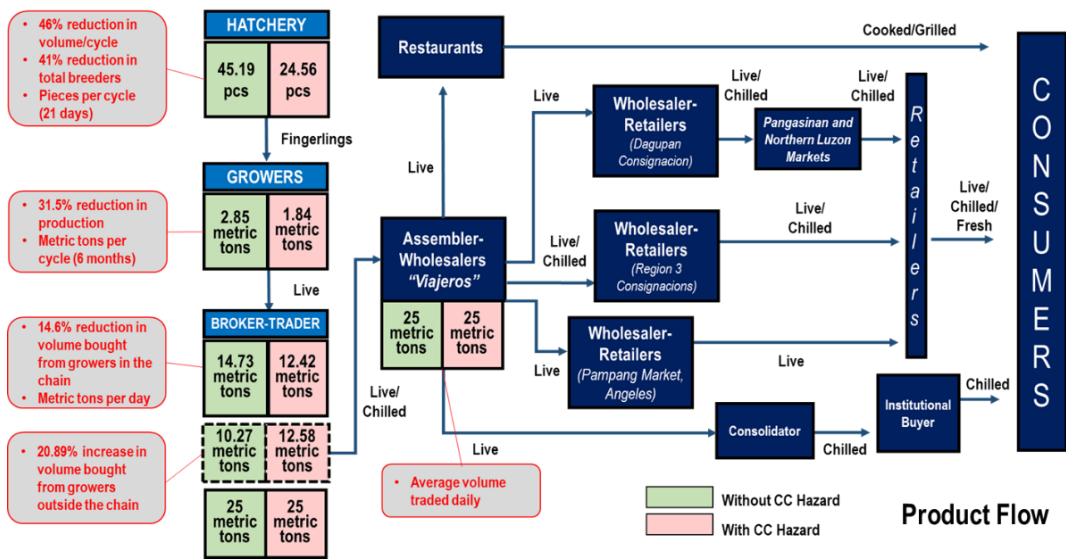 • 46% reduction in
volume/cycle
• 41% reduction in
total breeders
• Pieces per cycle
(21 days)
HATCHERY
45.19
pcs
24.56
pcs
Fingerlings
• 31.5% reduction in
production
• Metric tons per
cycle (6 months)
GROWERS
2.85
metric
tons
1.84
metric
tons
Live
• 14.6% reduction in
volume bought
from growers in the
chain
• Metric tons per day
BROKER-TRADER
14.73
metric
tons
12.42
metric
tons
• 20.89% increase in
volume bought
from growers
outside the chain
10.27
metric
tons
12.58
metric
tons
25
metric
tons
25
metric
tons
Live/
Chilled
Assembler-
Wholesalers
"Viajeros"
25
metric
tons
25
metric
tons
• Average volume
traded daily
Live
Restaurants
Cooked/Grilled
Live
Wholesaler-
Retailers
(Dagupan
Consignacion)
Live/
Chilled
Pangasinan and
Northern Luzon
Markets
Live/
Chilled
Live/
Chilled
Wholesaler-
Retailers
(Region 3
Consignacions)
Live/
Chilled
Live
Wholesaler-
Retailers
(Pampang Market,
Angeles)
Live
Live
Consolidator
Chilled
Institutional
Buyer
Chilled
Retailers
Live/
Chilled/
Fresh
CONSUMERS
Without CC Hazard
With CC Hazard
Product Flow